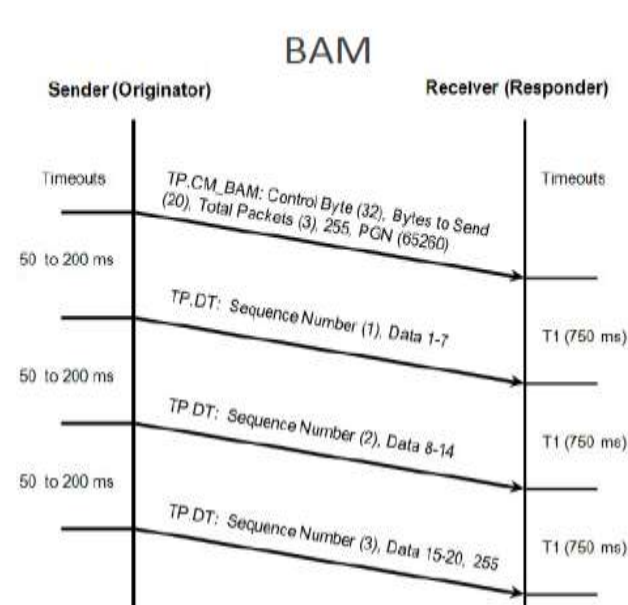 BAM
Sender (Originator)
Receiver (Responder)
Timeouts
Timeouts
TP.CM_BAM: Control Byte (32), Bytes to Send
(20), Total Packets (3), 255, PGN (65260)
50 to 200 ms
TP.DT: Sequence Number (1), Data 1-7
T1 (750 ms)
50 to 200 ms
TP.DT: Sequence Number (2), Data 8-14
T1 (750 ms)
50 to 200 ms
TP.DT: Sequence Number (3), Data 15-20, 255
T1 (750 ms)